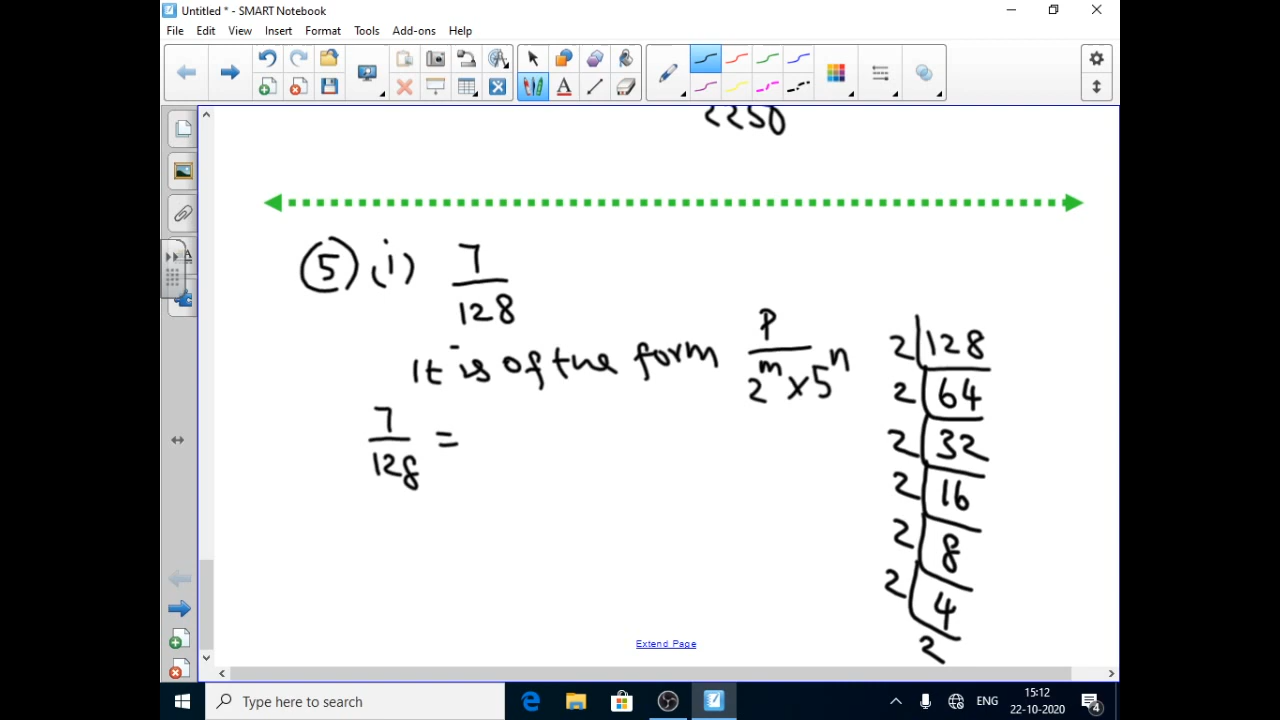 Untitled * - SMART Notebook
File Edit View Insert Format Tools Add-ons Help
2250
5 (i) 7
128
It is of the form P
2^m × 5^n
7
128 =
2 | 128
2 | 64
2 | 32
2 | 16
2 | 8
2 | 4
2
Extend Page
Type here to search
ENG
15:12
22-10-2020
4